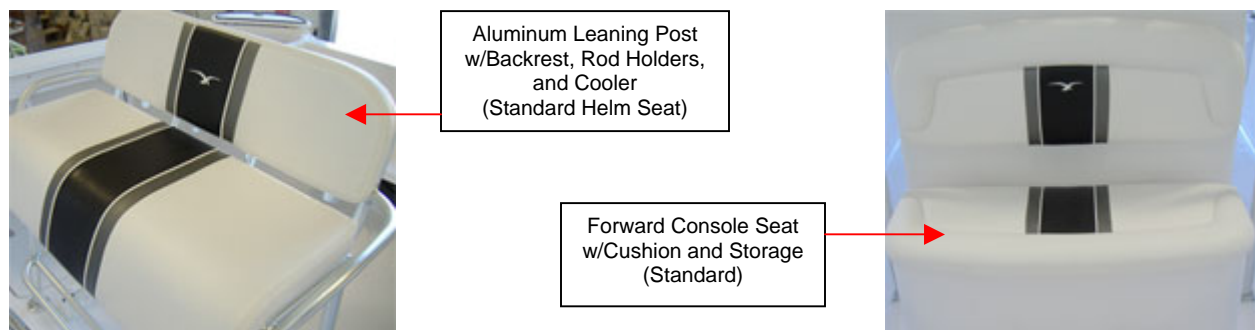 Aluminum Leaning Post
w/Backrest, Rod Holders,
and Cooler
(Standard Helm Seat)
Forward Console Seat
w/Cushion and Storage
(Standard)